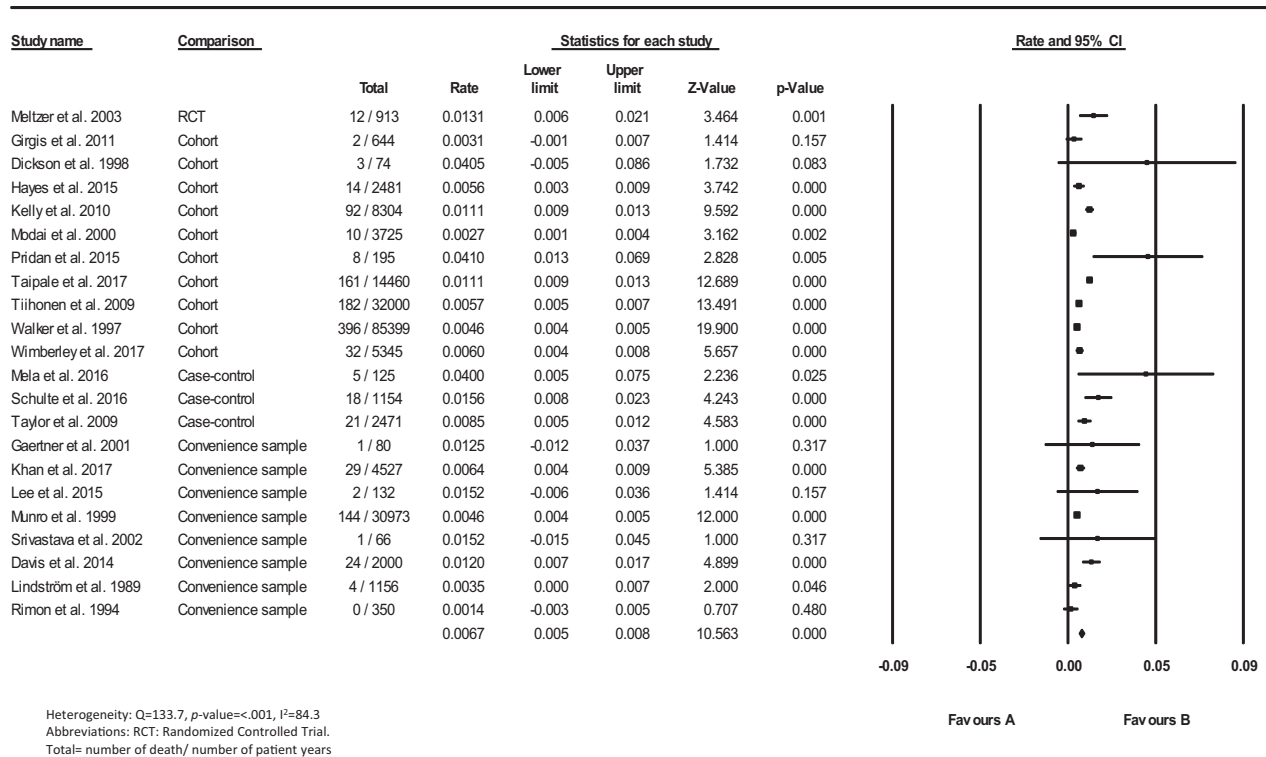 Study name Comparison Statistics for each study Rate and 95% CI
Lower Upper
Total Rate limit limit Z-Value p-Value
Meltzer et al. 2003 RCT 12 / 913 0.0131 0.006 0.021 3.464 0.001
Girgis et al. 2011 Cohort 2 / 644 0.0031 -0.001 0.007 1.414 0.157
Dickson et al. 1998 Cohort 3 / 74 0.0405 -0.005 0.086 1.732 0.083
Hayes et al. 2015 Cohort 14 / 2481 0.0056 0.003 0.009 3.742 0.000
Kelly et al. 2010 Cohort 92 / 8304 0.0111 0.009 0.013 9.592 0.000
Modai et al. 2000 Cohort 10 / 3725 0.0027 0.001 0.004 3.162 0.002
Pridan et al. 2015 Cohort 8 / 195 0.0410 0.013 0.069 2.828 0.005
Taipale et al. 2017 Cohort 161 / 14460 0.0111 0.009 0.013 12.689 0.000
Tiihonen et al. 2009 Cohort 182 / 32000 0.0057 0.005 0.007 13.491 0.000
Walker et al. 1997 Cohort 396 / 85399 0.0046 0.004 0.005 19.900 0.000
Wimberley et al. 2017 Cohort 32 / 5345 0.0060 0.004 0.008 5.657 0.000
Mela et al. 2016 Case-control 5 / 125 0.0400 0.005 0.075 2.236 0.025
Schulte et al. 2016 Case-control 18 / 1154 0.0156 0.008 0.023 4.243 0.000
Taylor et al. 2009 Case-control 21 / 2471 0.0085 0.005 0.012 4.583 0.000
Gaertner et al. 2001 Convenience sample 1 / 80 0.0125 -0.012 0.037 1.000 0.317
Khan et al. 2017 Convenience sample 29 / 4527 0.0064 0.004 0.009 5.385 0.000
Lee et al. 2015 Convenience sample 2 / 132 0.0152 -0.006 0.036 1.414 0.157
Munro et al. 1999 Convenience sample 144 / 30973 0.0046 0.004 0.005 12.000 0.000
Srivastava et al. 2002 Convenience sample 1 / 66 0.0152 -0.015 0.045 1.000 0.317
Davis et al. 2014 Convenience sample 24 / 2000 0.0120 0.007 0.017 4.899 0.000
Lindström et al. 1989 Convenience sample 4 / 1156 0.0035 0.000 0.007 2.000 0.046
Rimon et al. 1994 Convenience sample 0 / 350 0.0014 -0.003 0.005 0.707 0.480
0.0067 0.005 0.008 10.563 0.000
-0.09 -0.05 0.00 0.05 0.09
Favours A Favours B
Heterogeneity: Q=133.7, p-value=<.001, I²=84.3
Abbreviations: RCT: Randomized Controlled Trial.
Total= number of death/ number of patient years